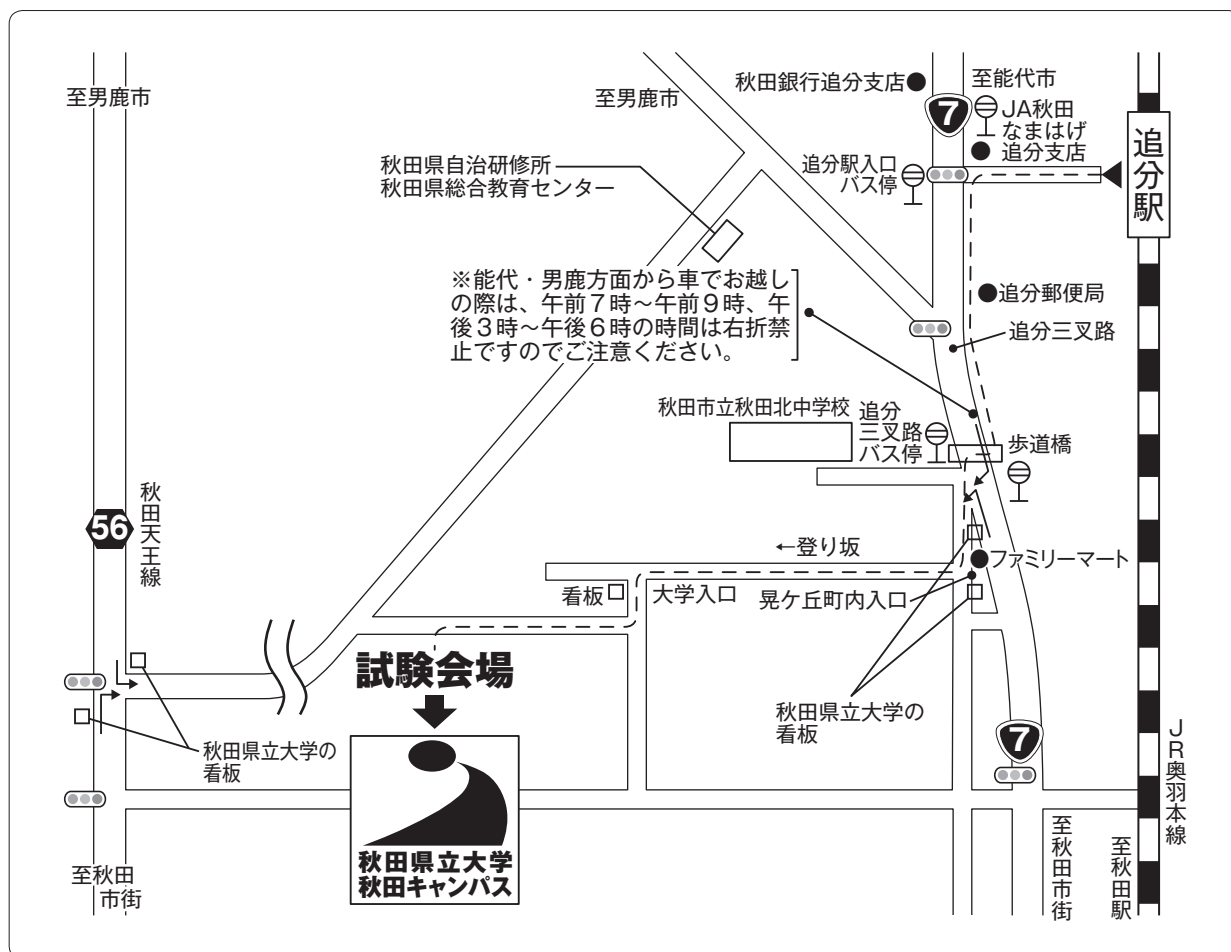 至男鹿市
至男鹿市
秋田銀行追分支店
至能代市
7
JA秋田
なまはげ
追分支店
追分駅入口
バス停
追分駅
秋田県自治研修所
秋田県総合教育センター
※能代・男鹿方面から車でお越し
の際は、午前7時～午前9時、午
後3時～午後6時の時間は右折禁
止ですのでご注意ください。
追分郵便局
追分三叉路
秋田市立秋田北中学校
追分
三叉路
バス停
歩道橋
56
秋田天王線
←登り坂
ファミリーマート
看板
大学入口
晃ケ丘町内入口
試験会場
秋田県立大学の
看板
秋田県立大学の
看板
7
JR奥羽本線
秋田県立大学
秋田キャンパス
至秋田
市街
至秋田市街
至秋田駅